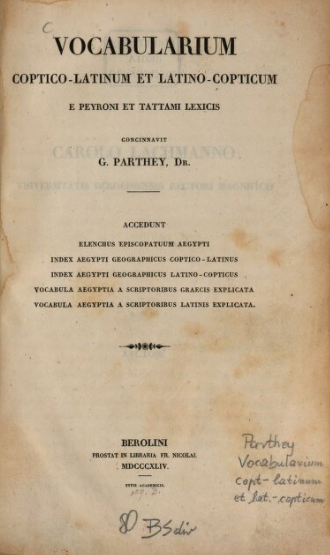 VOCABULARIUM
COPTICO-LATINUM ET LATINO-COPTICUM
E PEYRONI ET TATTAMI LEXICIS
CONCINNAVIT
G. PARTHEY, DR.
ACCEDUNT
ELENCHUS EPISCOPATUUM AEGYPTI
INDEX AEGYPTI GEOGRAPHICUS COPTICO-LATINUS
INDEX AEGYPTI GEOGRAPHICUS LATINO-COPTICUS
VOCABULA AEGYPTIA A SCRIPTORIBUS GRAECIS EXPLICATA
VOCABULA AEGYPTIA A SCRIPTORIBUS LATINIS EXPLICATA.
BEROLINI
PROSTAT IN LIBRARIA FR. NICOLAI.
MDCCCXLIV.
TYPIS ACADEMICIS.
Parthey
Vocabularium
copt-latinum
et lat.-copticum